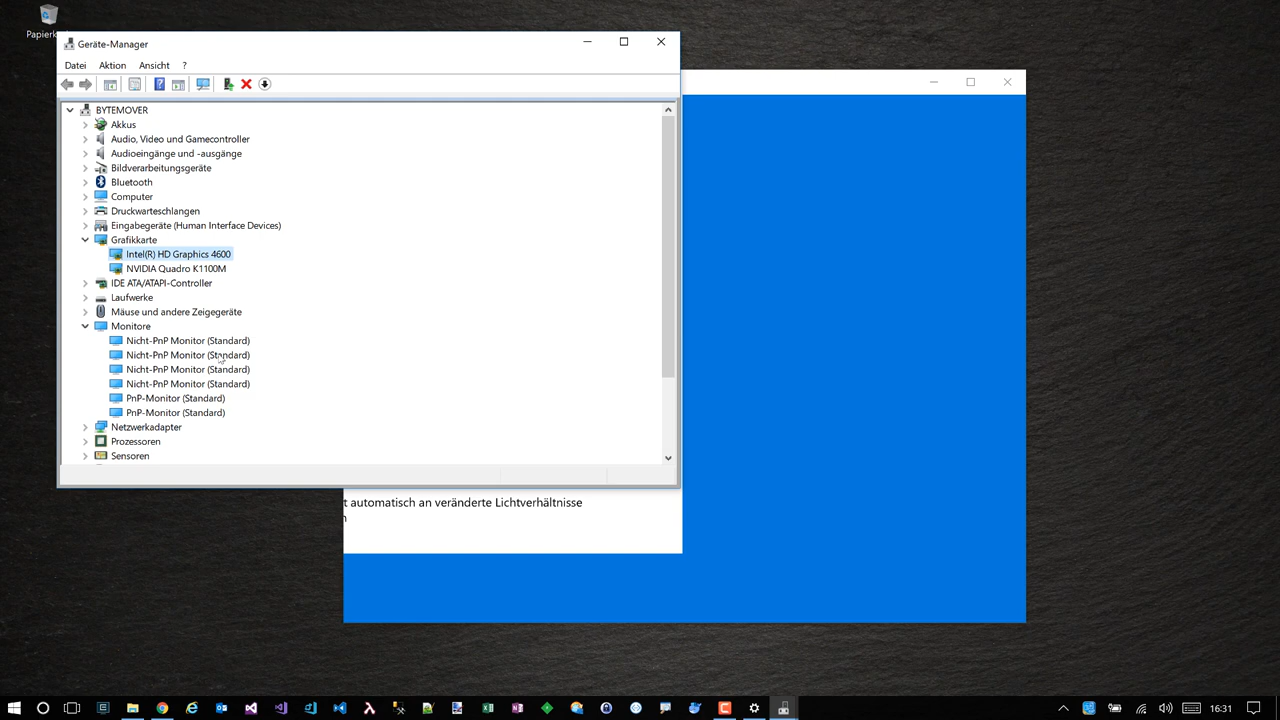 Papierk
Geräte-Manager
Datei Aktion Ansicht ?
BYTEMOVER
Akkus
Audio, Video und Gamecontroller
Audioeingänge und -ausgänge
Bildverarbeitungsgeräte
Bluetooth
Computer
Druckwarteschlangen
Eingabegeräte (Human Interface Devices)
Grafikkarte
Intel(R) HD Graphics 4600
NVIDIA Quadro K1100M
IDE ATA/ATAPI-Controller
Laufwerke
Mäuse und andere Zeigegeräte
Monitore
Nicht-PnP Monitor (Standard)
Nicht-PnP Monitor (Standard)
Nicht-PnP Monitor (Standard)
Nicht-PnP Monitor (Standard)
PnP-Monitor (Standard)
PnP-Monitor (Standard)
Netzwerkadapter
Prozessoren
Sensoren
t automatisch an veränderte Lichtverhältnisse
n
16:31